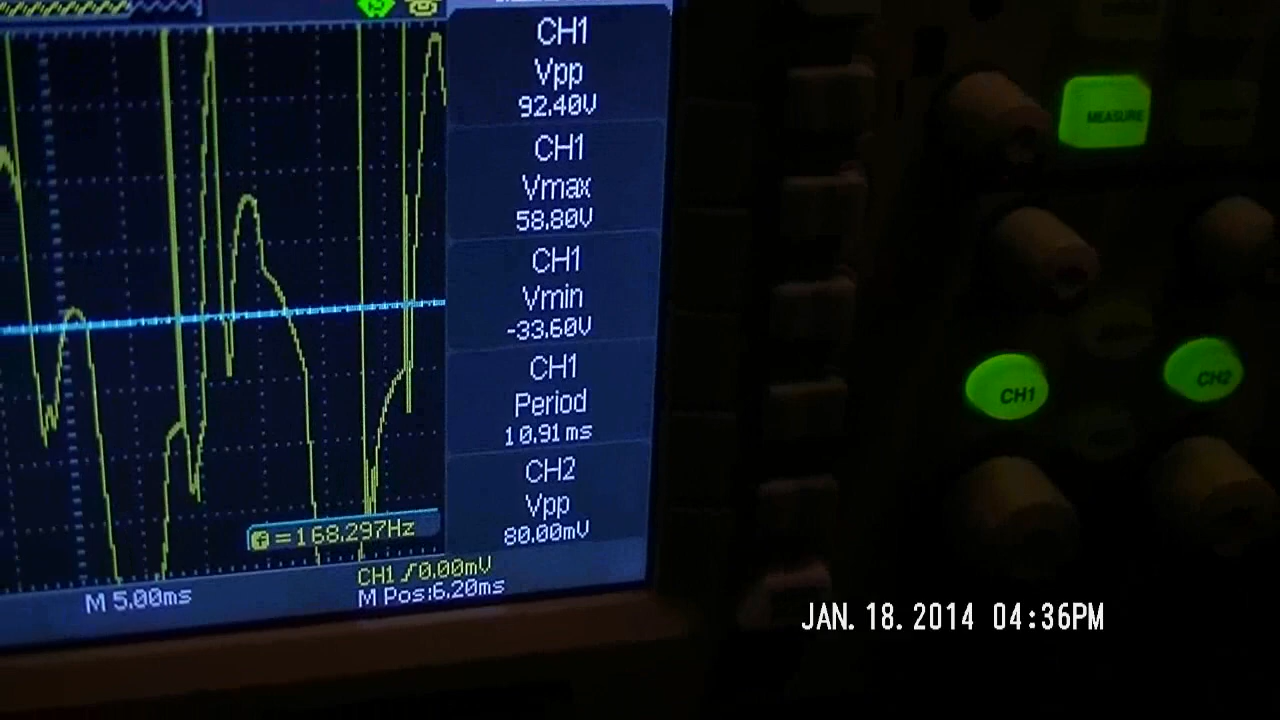 CH1
Vpp
92.40V
CH1
Vmax
58.80V
CH1
Vmin
-33.60V
CH1
Period
10.91ms
CH2
Vpp
80.00mV
f =168.297Hz
CH1 0.00mV
M 5.00ms
M Pos:6.20ms
MEASURE
CH1
CH2
JAN. 18. 2014 04:36PM